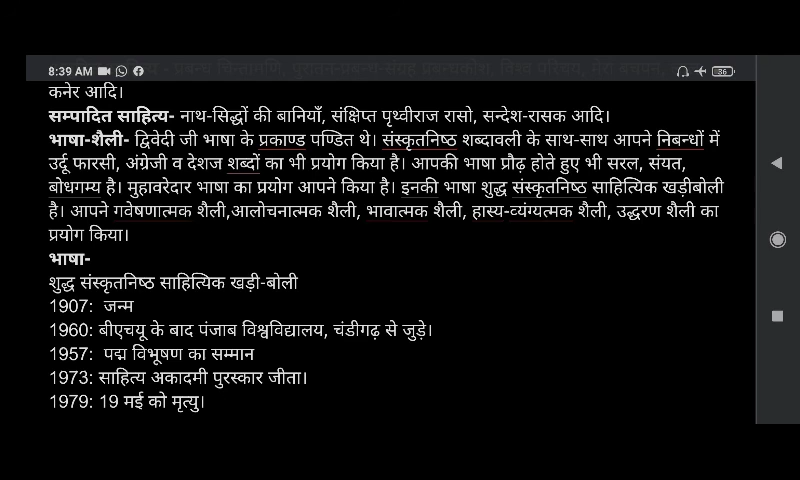 8:39 AM 36
कनेर आदि।
सम्पादित साहित्य- नाथ-सिद्धों की बानियाँ, संक्षिप्त पृथ्वीराज रासो, सन्देश-रासक आदि।
भाषा-शैली- द्विवेदी जी भाषा के प्रकाण्ड पण्डित थे। संस्कृतनिष्ठ शब्दावली के साथ-साथ आपने निबन्धों में
उर्दू फारसी, अंग्रेजी व देशज शब्दों का भी प्रयोग किया है। आपकी भाषा प्रौढ़ होते हुए भी सरल, संयत,
बोधगम्य है। मुहावरेदार भाषा का प्रयोग आपने किया है। इनकी भाषा शुद्ध संस्कृतनिष्ठ साहित्यिक खड़ीबोली
है। आपने गवेषणात्मक शैली,आलोचनात्मक शैली, भावात्मक शैली, हास्य-व्यंग्यत्मक शैली, उद्धरण शैली का
प्रयोग किया।
भाषा-
शुद्ध संस्कृतनिष्ठ साहित्यिक खड़ी-बोली
1907: जन्म
1960: बीएचयू के बाद पंजाब विश्वविद्यालय, चंडीगढ़ से जुड़े।
1957: पद्म विभूषण का सम्मान
1973: साहित्य अकादमी पुरस्कार जीता।
1979: 19 मई को मृत्यु।